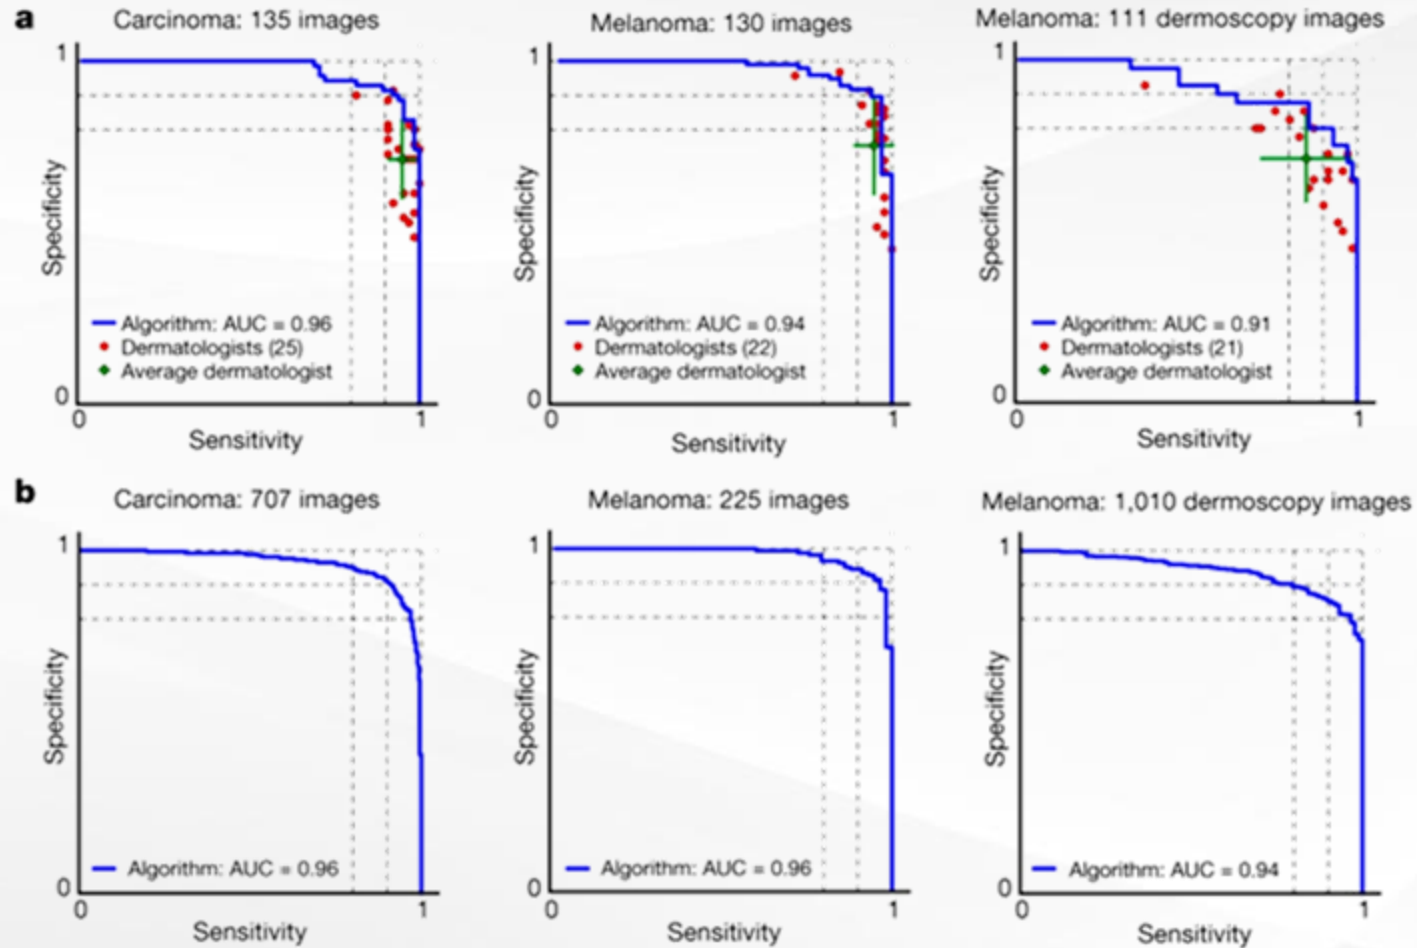 a
Carcinoma: 135 images
1
Specificity
Algorithm: AUC = 0.96
Dermatologists (25)
Average dermatologist
0
0
1
Sensitivity
Melanoma: 130 images
1
Specificity
Algorithm: AUC = 0.94
Dermatologists (22)
Average dermatologist
0
0
1
Sensitivity
Melanoma: 111 dermoscopy images
1
Specificity
Algorithm: AUC = 0.91
Dermatologists (21)
Average dermatologist
0
0
1
Sensitivity
b
Carcinoma: 707 images
1
Specificity
Algorithm: AUC = 0.96
0
0
1
Sensitivity
Melanoma: 225 images
1
Specificity
Algorithm: AUC = 0.96
0
0
1
Sensitivity
Melanoma: 1,010 dermoscopy images
1
Specificity
Algorithm: AUC = 0.94
0
0
1
Sensitivity